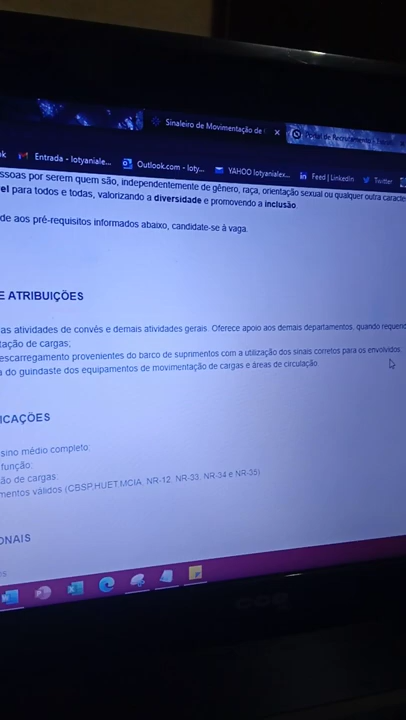 Sinaleiro de Movimentação de
Portal de Recrutamento
Entrada - lotyaniale... Outlook.com - loty... YAHOO lotyanialex... Feed | LinkedIn Twitter
ssoas por serem quem são, independentemente de gênero, raça, orientação sexual ou qualquer outra caracte
el para todos e todas, valorizando a diversidade e promovendo a inclusão.
de aos pré-requisitos informados abaixo, candidate-se à vaga.
E ATRIBUIÇÕES
as atividades de convés e demais atividades gerais. Oferece apoio aos demais departamentos, quando requerid
tação de cargas;
escarregamento provenientes do barco de suprimentos com a utilização dos sinais corretos para os envolvidos;
a do guindaste dos equipamentos de movimentação de cargas e áreas de circulação.
ICAÇÕES
sino médio completo;
função;
ão de cargas.
mentos válidos (CBSP,HUET,MCIA, NR-12, NR-33, NR-34 e NR-35)
ONAIS